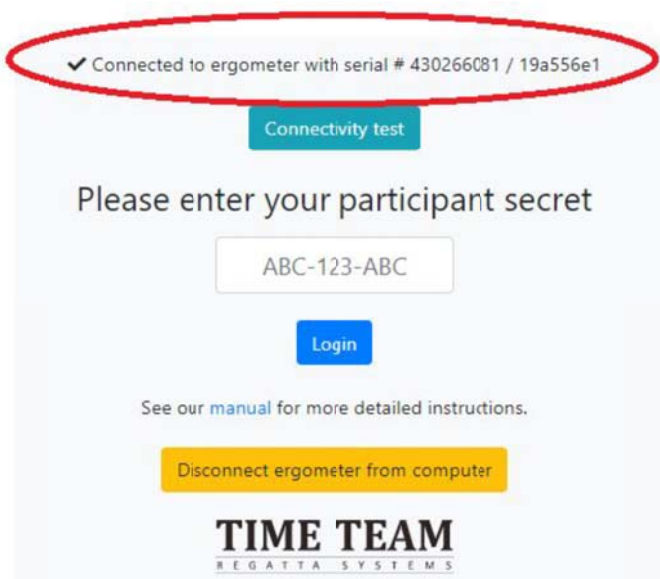 ✔ Connected to ergometer with serial # 430266081 / 19a556e1
Connectivity test
Please enter your participant secret
ABC-123-ABC
Login
See our manual for more detailed instructions.
Disconnect ergometer from computer
TIME TEAM
REGATTA SYSTEMS